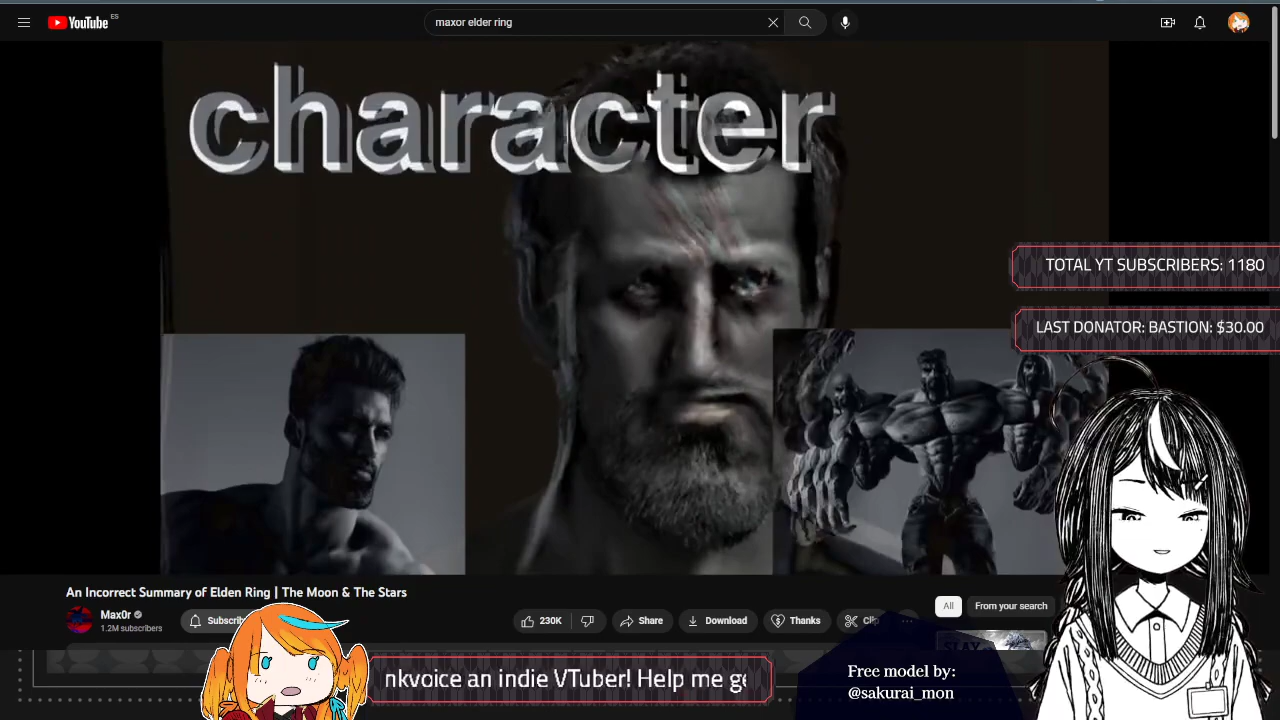 YouTube ES
maxor elder ring
character
TOTAL YT SUBSCRIBERS: 1180
LAST DONATOR: BASTION: $30.00
An Incorrect Summary of Elden Ring | The Moon & The Stars
Max0r
1.2M subscribers
Subscrib
230K
Share
Download
Thanks
Clip
All
From your search
nkvoice an indie VTuber! Help me ge
Free model by:
@sakurai_mon